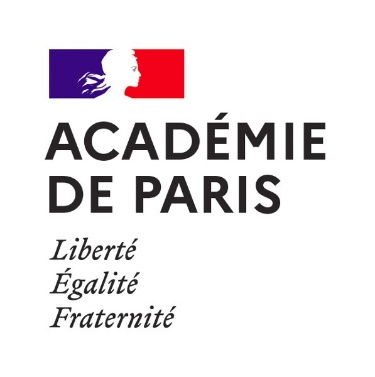 ACADÉMIE
DE PARIS
Liberté
Égalité
Fraternité